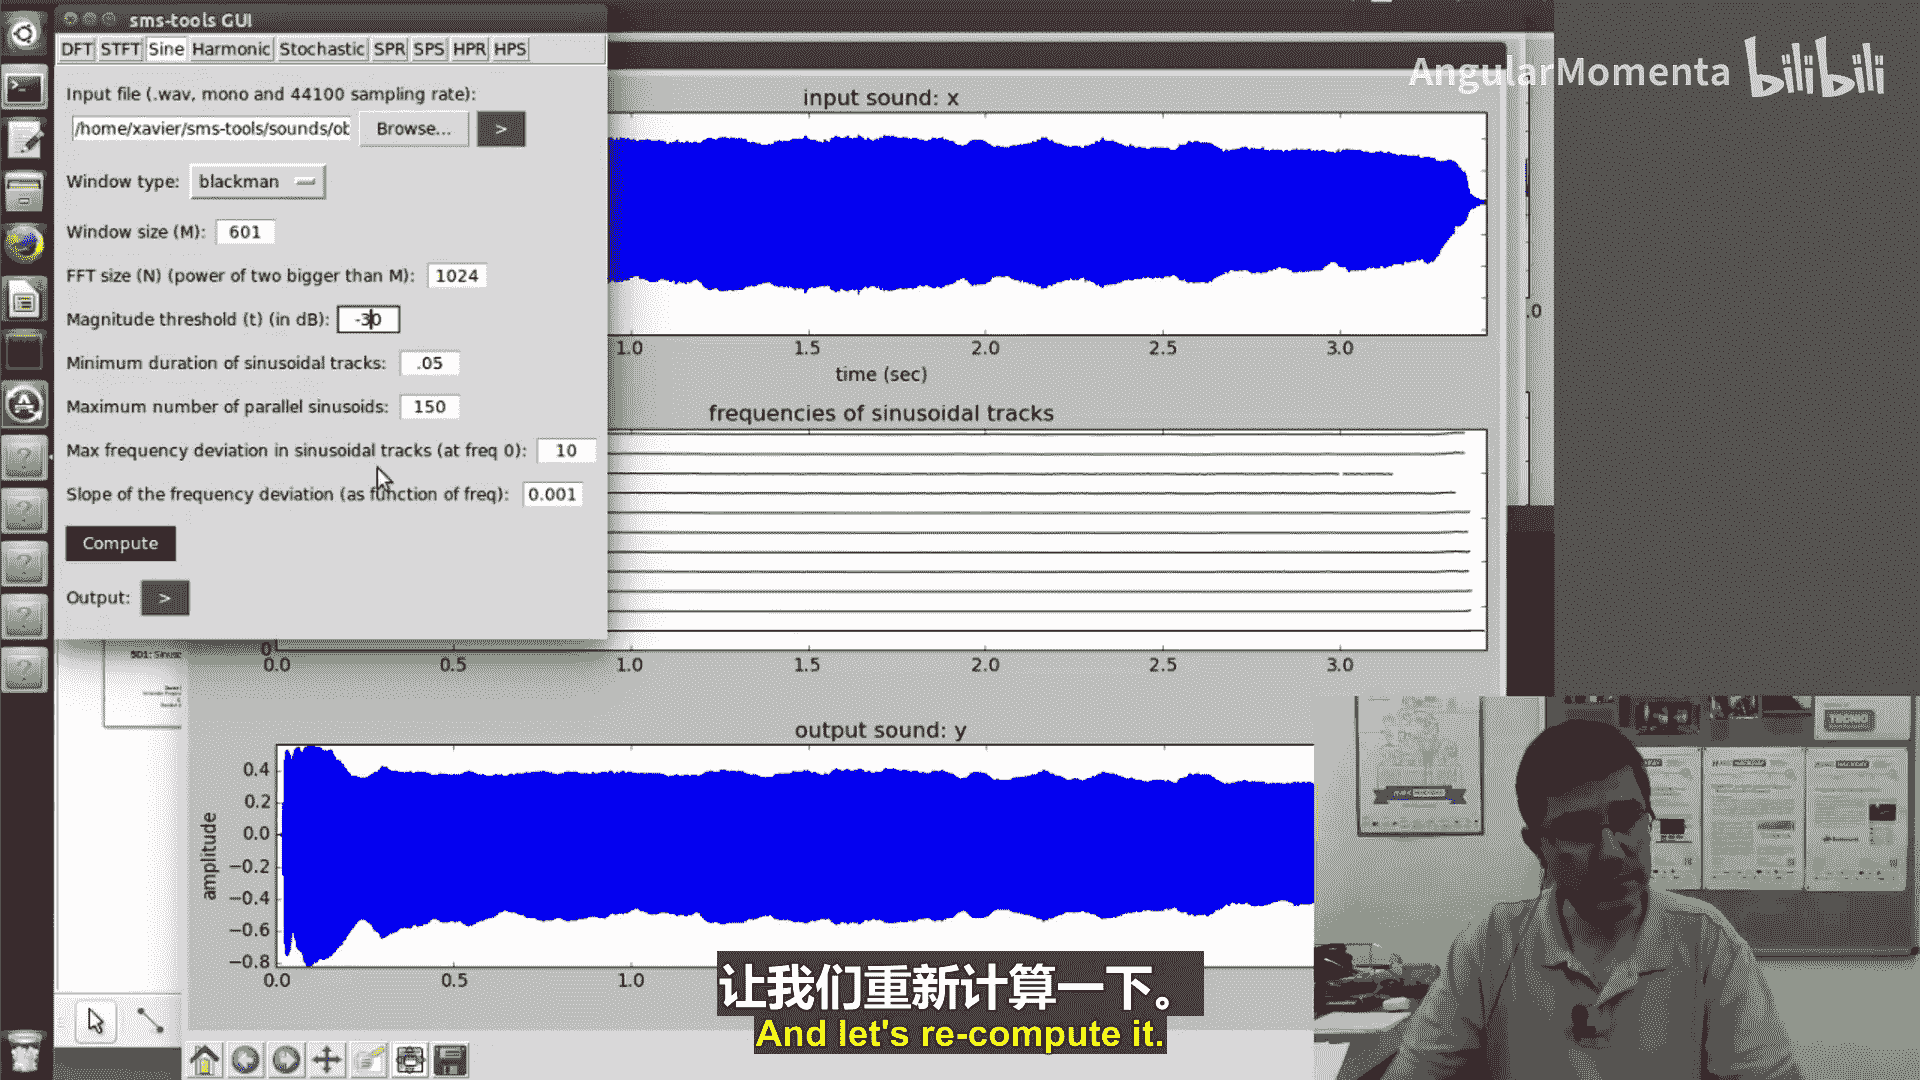 sms-tools GUI
DFT STFT Sine Harmonic Stochastic SPR SPS HPR HPS
AngularMomenta bilibili
Input file (.wav, mono and 44100 sampling rate):
/home/xavier/sms-tools/sounds/ob Browse... >
Window type: blackman
Window size (M): 601
FFT size (N) (power of two bigger than M): 1024
Magnitude threshold (t) (in dB): -30
Minimum duration of sinusoidal tracks: .05
Maximum number of parallel sinusoids: 150
Max frequency deviation in sinusoidal tracks (at freq 0): 10
Slope of the frequency deviation (as function of freq): 0.001
Compute
Output: >
input sound: x
1.0 1.5 2.0 2.5 3.0
time (sec)
.0
frequencies of sinusoidal tracks
0
0.0 0.5 1.0 1.5 2.0 2.5 3.0
output sound: y
amplitude
0.4
0.2
0.0
−0.2
−0.4
−0.6
−0.8
0.0 0.5 1.0
TECNIO
让我们重新计算一下。
And let's re-compute it.